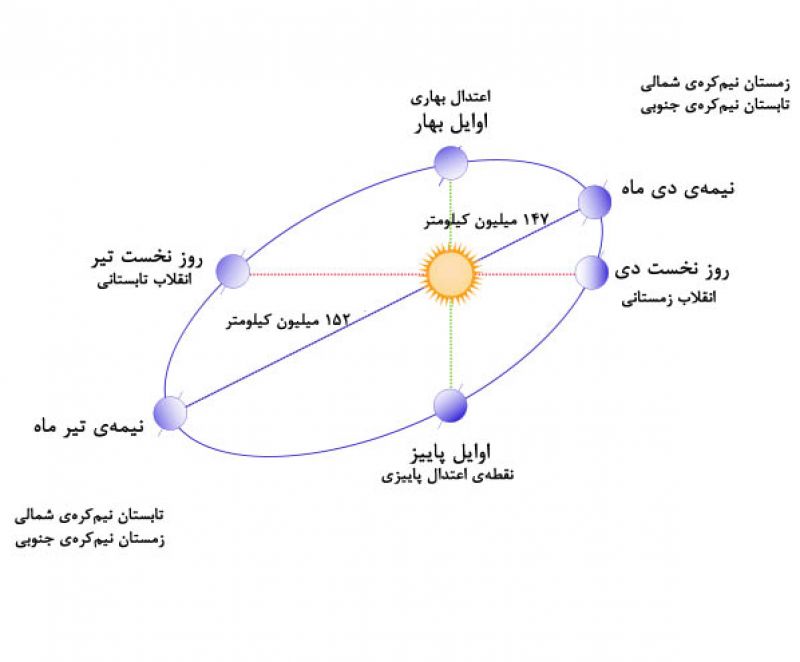 زمستان نیم‌کره‌ی شمالی
تابستان نیم‌کره‌ی جنوبی
اعتدال بهاری
اوایل بهار
نیمه‌ی دی ماه
۱۴۷ میلیون کیلومتر
روز نخست تیر
انقلاب تابستانی
روز نخست دی
انقلاب زمستانی
۱۵۲ میلیون کیلومتر
نیمه‌ی تیر ماه
اوایل پاییز
نقطه‌ی اعتدال پاییزی
تابستان نیم‌کره‌ی شمالی
زمستان نیم‌کره‌ی جنوبی